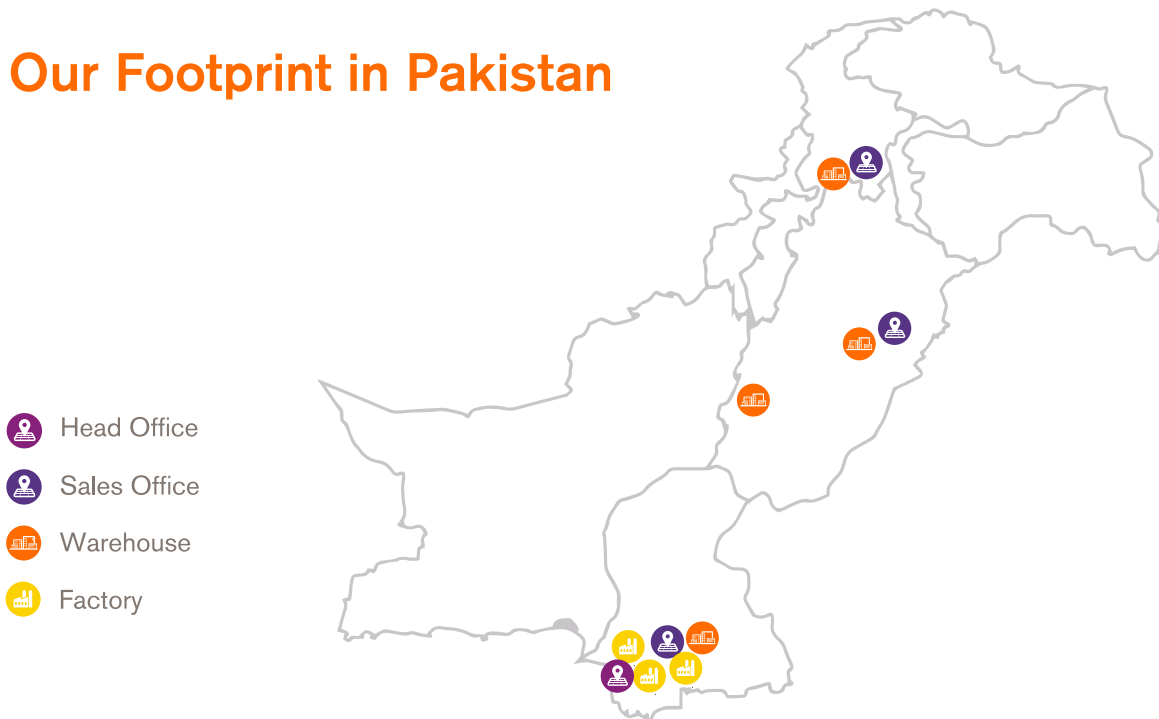 Our Footprint in Pakistan
Head Office
Sales Office
Warehouse
Factory